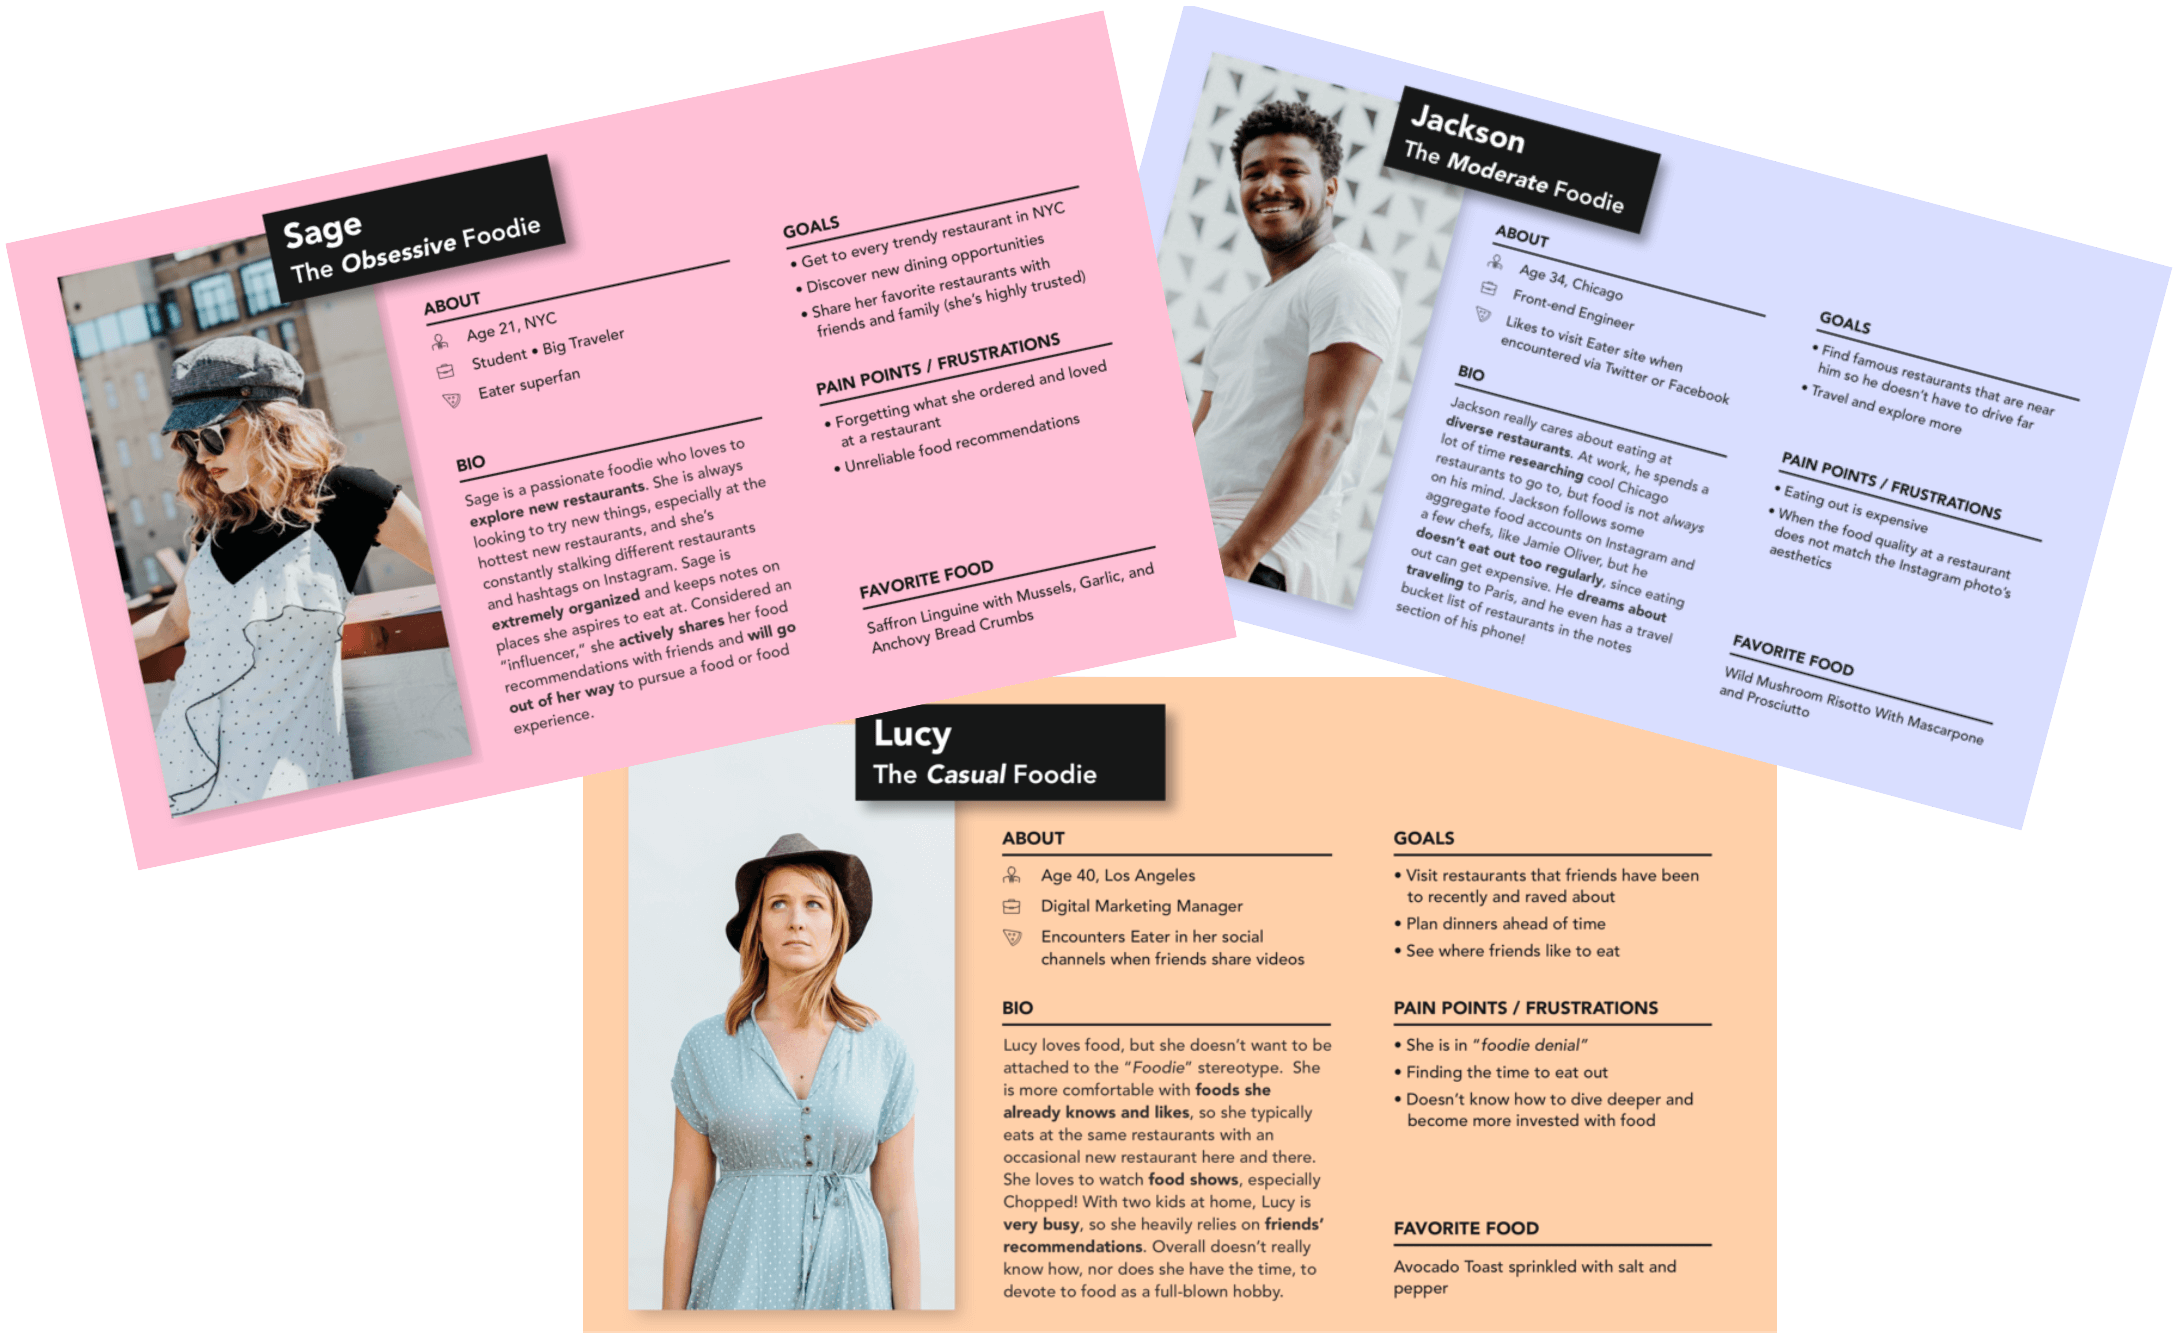 Sage
The Obsessive Foodie
ABOUT
Age 21, NYC
Student • Big Traveler
Eater superfan
BIO
Sage is a passionate foodie who loves to
explore new restaurants. She is always
looking to try new things, especially at the
hottest new restaurants, and she's
constantly stalking different restaurants
and hashtags on Instagram. Sage is
extremely organized and keeps notes on
places she aspires to eat at. Considered an
"influencer," she actively shares her food
recommendations with friends and will go
out of her way to pursue a food or food
experience.
GOALS
• Get to every trendy restaurant in NYC
• Discover new dining opportunities
• Share her favorite restaurants with
friends and family (she's highly trusted)
PAIN POINTS / FRUSTRATIONS
• Forgetting what she ordered and loved
at a restaurant
• Unreliable food recommendations
FAVORITE FOOD
Saffron Linguine with Mussels, Garlic, and
Anchovy Bread Crumbs
Jackson
The Moderate Foodie
ABOUT
Age 34, Chicago
Front-end Engineer
Likes to visit Eater site when
encountered via Twitter or Facebook
BIO
Jackson really cares about eating at
diverse restaurants. At work, he spends a
lot of time researching cool Chicago
restaurants to go to, but food is not always
on his mind. Jackson follows some
aggregate food accounts on Instagram and
a few chefs, like Jamie Oliver, but he
doesn't eat out too regularly, since eating
out can get expensive. He dreams about
traveling to Paris, and he even has a travel
bucket list of restaurants in the notes
section of his phone!
GOALS
• Find famous restaurants that are near
him so he doesn't have to drive far
• Travel and explore more
PAIN POINTS / FRUSTRATIONS
• Eating out is expensive
• When the food quality at a restaurant
does not match the Instagram photo's
aesthetics
FAVORITE FOOD
Wild Mushroom Risotto With Mascarpone
and Prosciutto
Lucy
The Casual Foodie
ABOUT
Age 40, Los Angeles
Digital Marketing Manager
Encounters Eater in her social
channels when friends share videos
BIO
Lucy loves food, but she doesn't want to be
attached to the "Foodie" stereotype.  She
is more comfortable with foods she
already knows and likes, so she typically
eats at the same restaurants with an
occasional new restaurant here and there.
She loves to watch food shows, especially
Chopped! With two kids at home, Lucy is
very busy, so she heavily relies on friends'
recommendations. Overall doesn't really
know how, nor does she have the time, to
devote to food as a full-blown hobby.
GOALS
• Visit restaurants that friends have been
to recently and raved about
• Plan dinners ahead of time
• See where friends like to eat
PAIN POINTS / FRUSTRATIONS
• She is in "foodie denial"
• Finding the time to eat out
• Doesn't know how to dive deeper and
become more invested with food
FAVORITE FOOD
Avocado Toast sprinkled with salt and
pepper